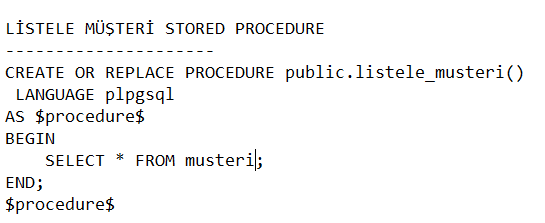 LİSTELE MÜŞTERİ STORED PROCEDURE
---------------------
CREATE OR REPLACE PROCEDURE public.listele_musteri()
 LANGUAGE plpgsql
AS $procedure$
BEGIN
    SELECT * FROM musteri;
END;
$procedure$